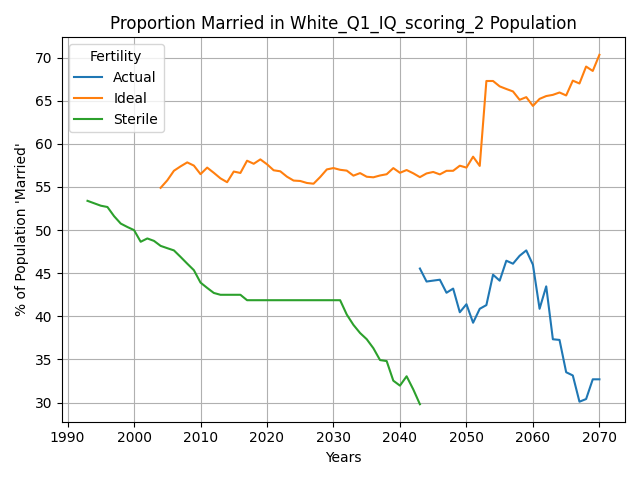 Proportion Married in White_Q1_IQ_scoring_2 Population
Fertility
Actual
Ideal
Sterile
% of Population 'Married'
70
65
60
55
50
45
40
35
30
1990
2000
2010
2020
2030
2040
2050
2060
2070
Years